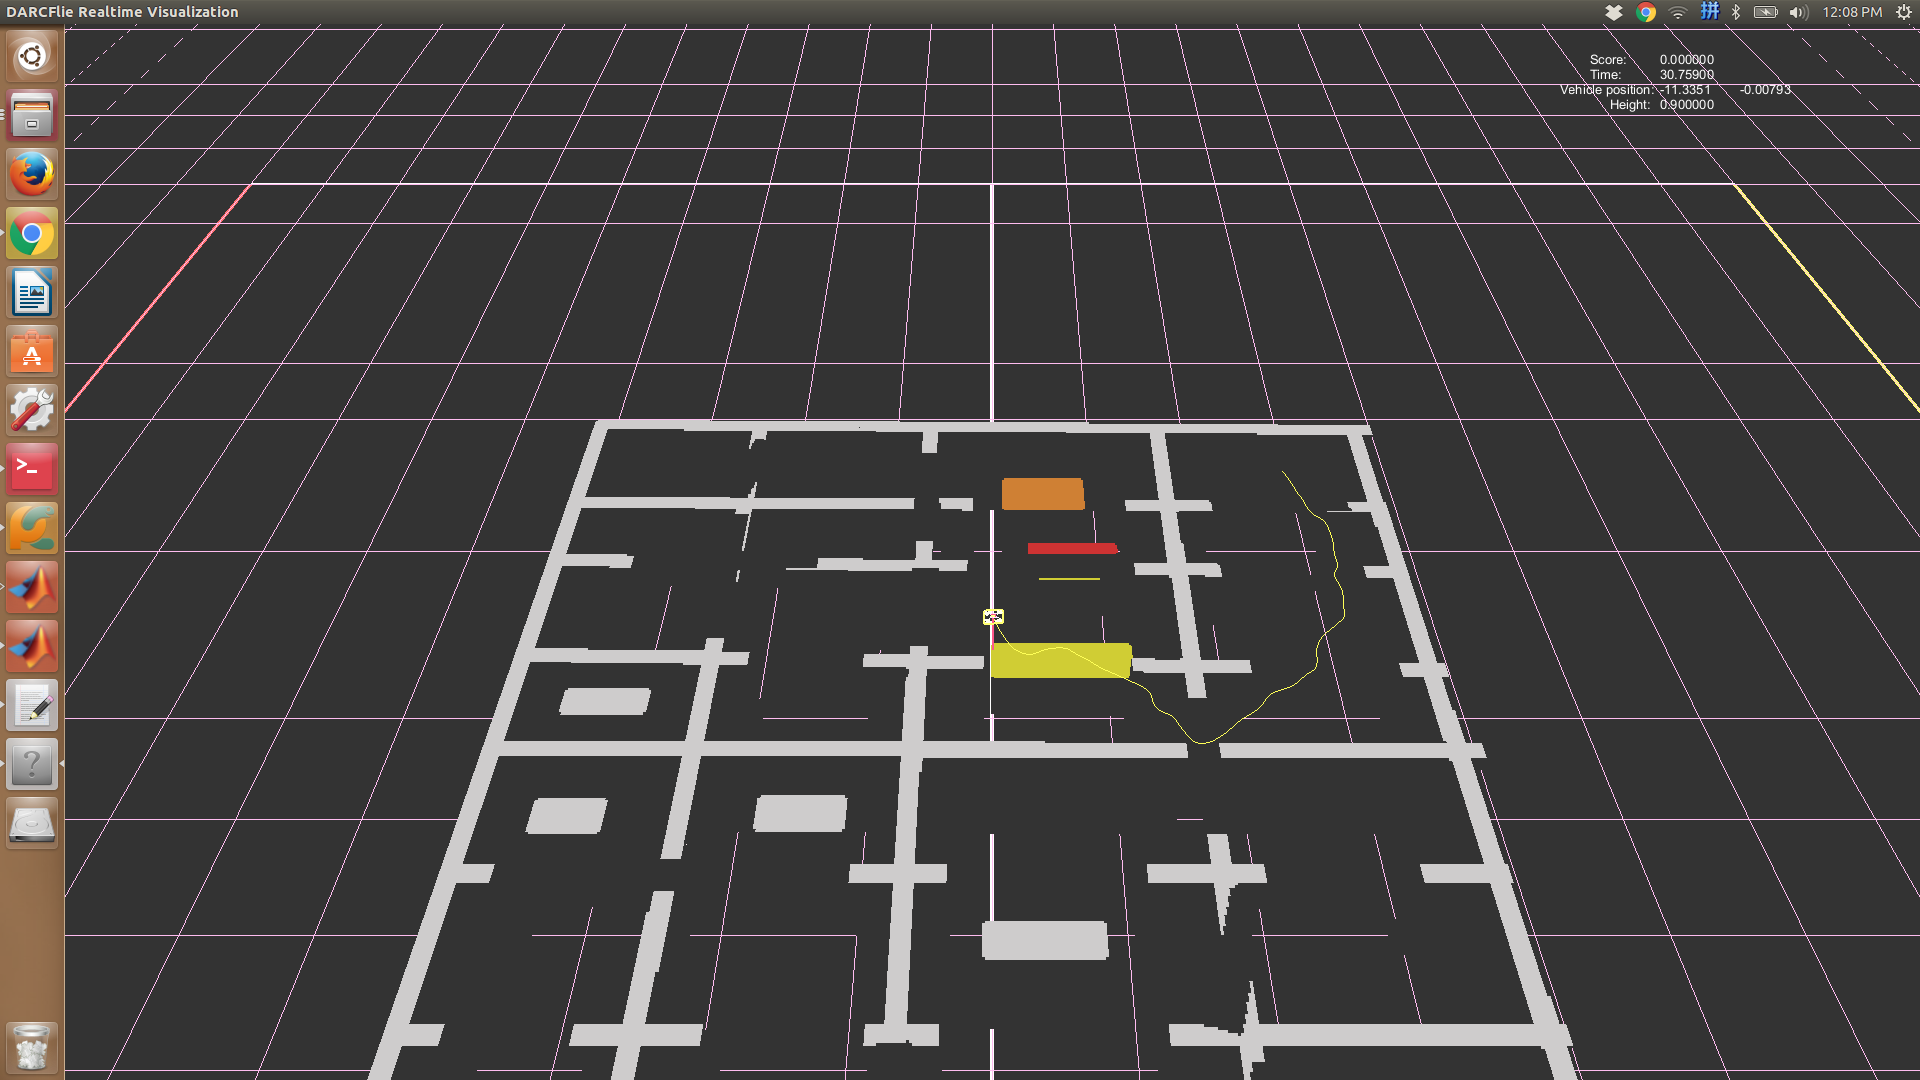 DARCFlie Realtime Visualization
拼
12:08 PM
Score: 0.000000
Time: 30.75900
Vehicle position: -11.3351 -0.00793
Height: 0.900000